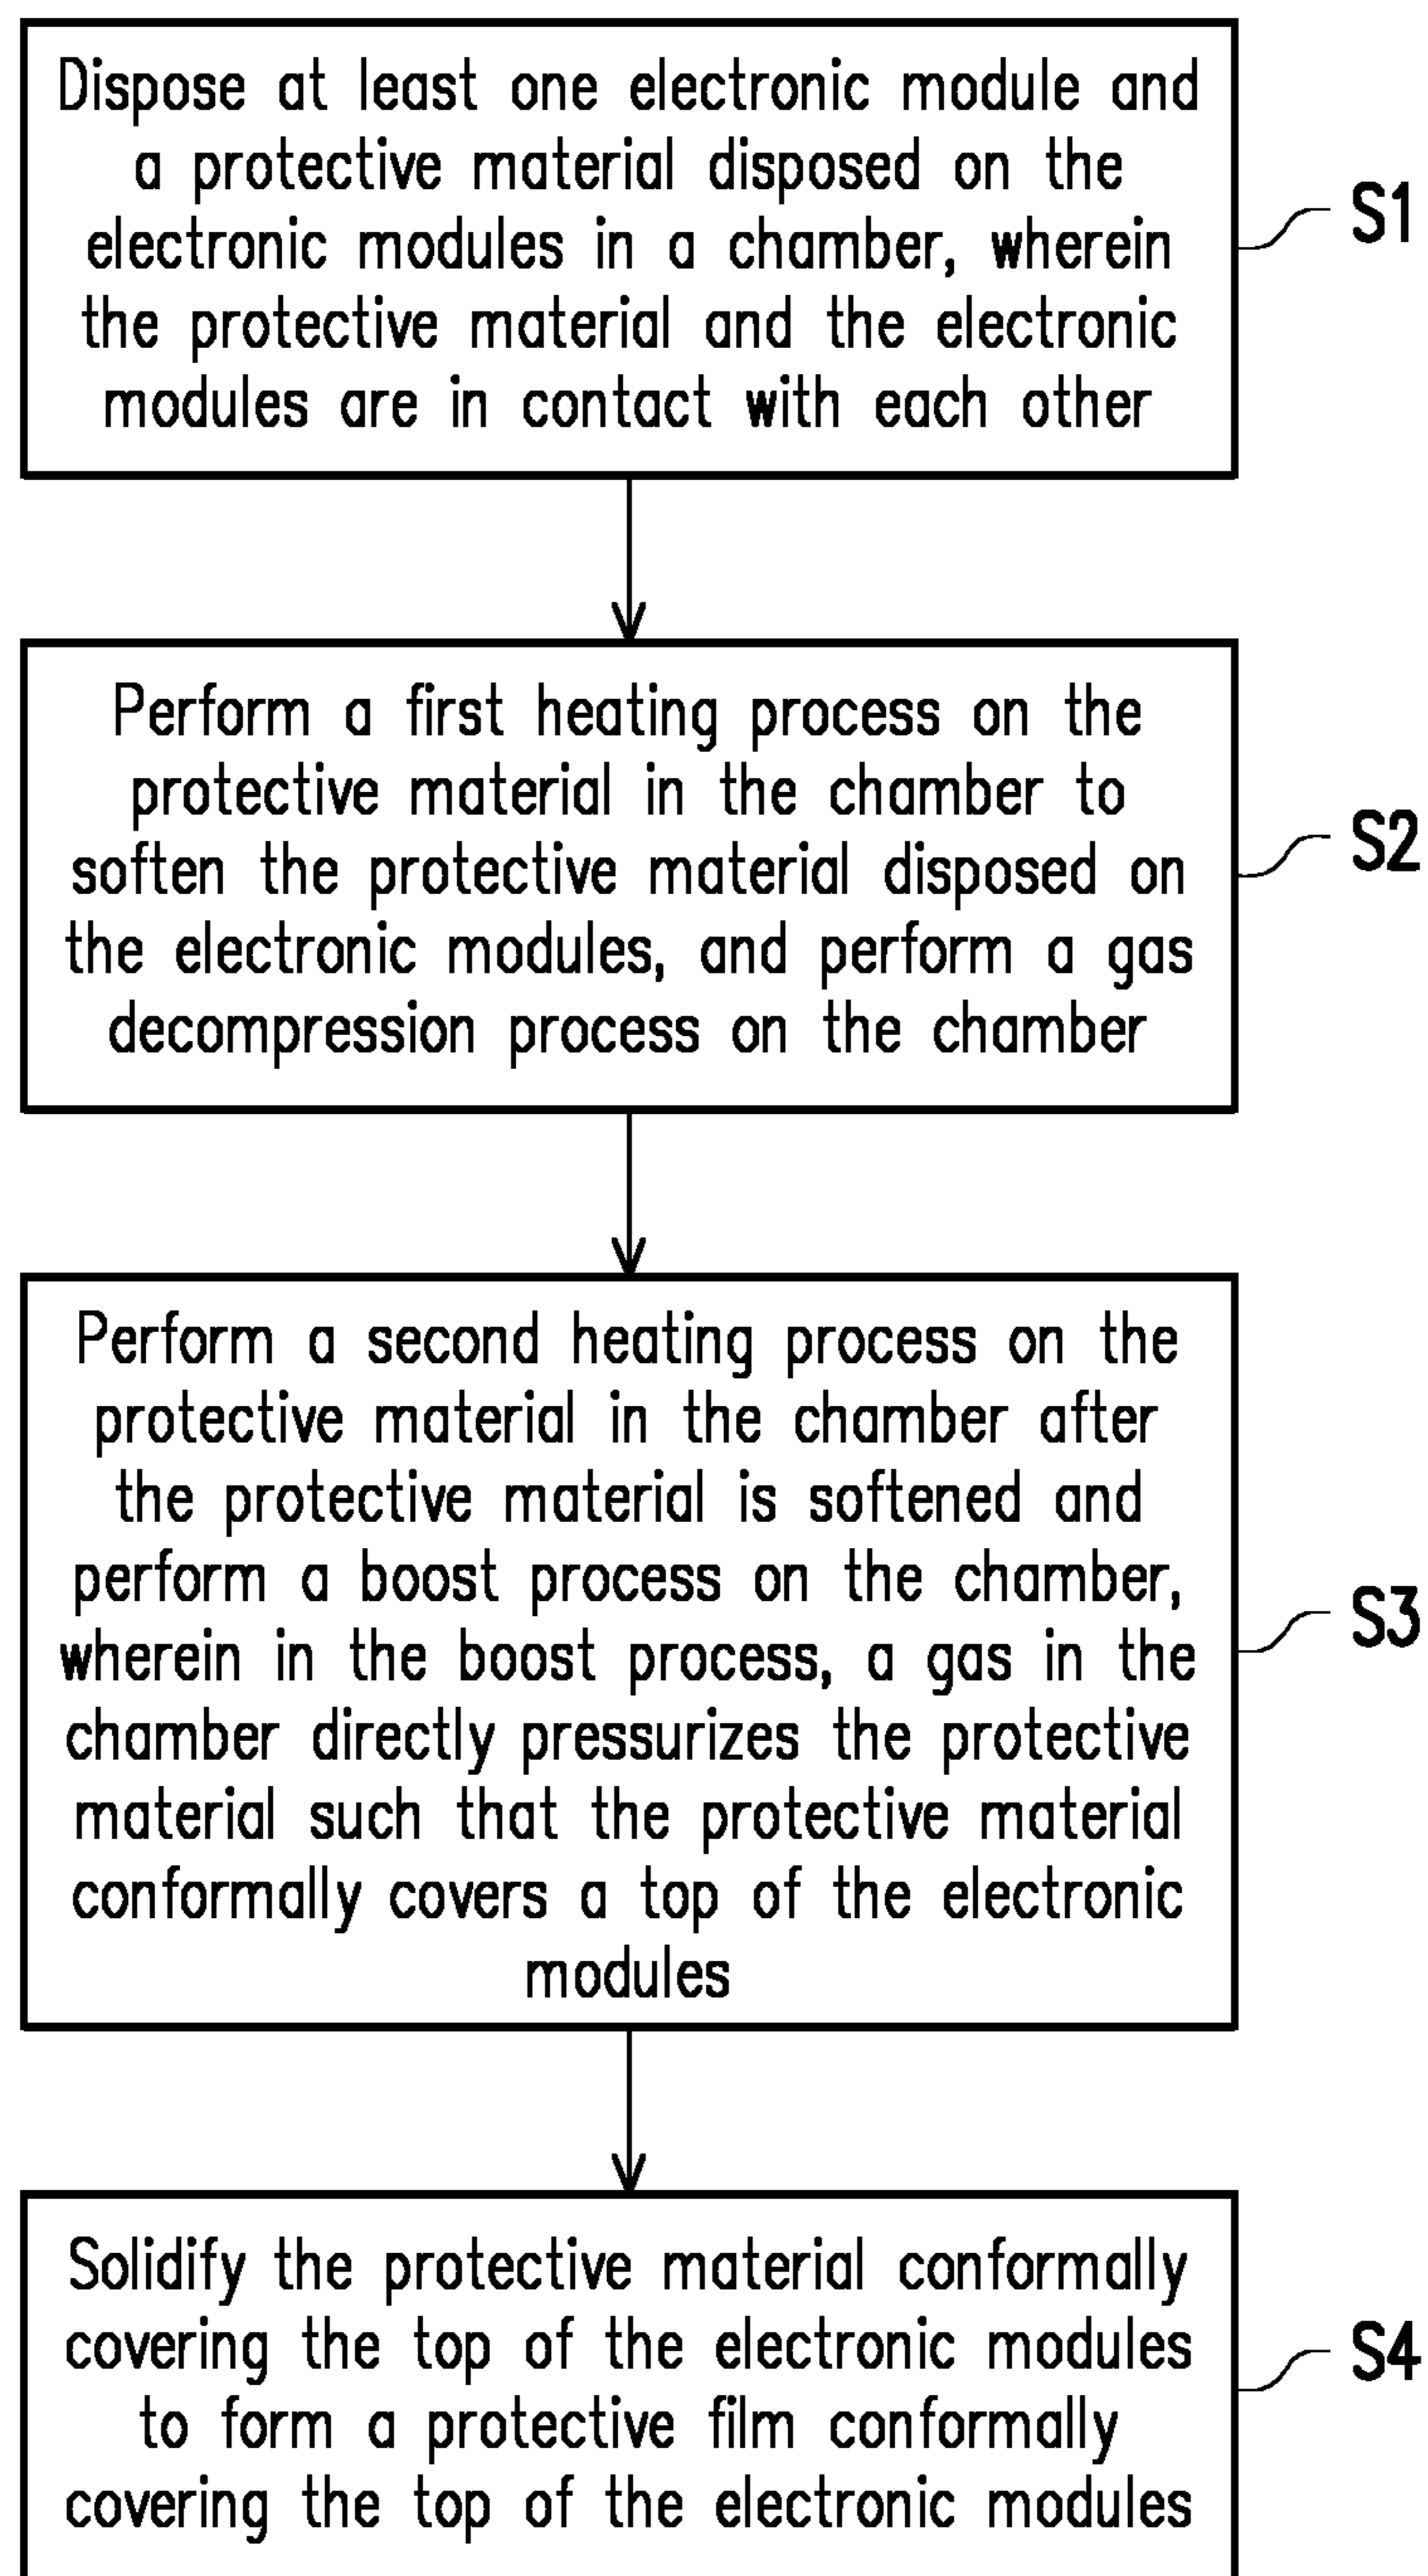 Dispose at least one electronic module and
a protective material disposed on the
electronic modules in a chamber, wherein
the protective material and the electronic
modules are in contact with each other
S1
Perform a first heating process on the
protective material in the chamber to
soften the protective material disposed on
the electronic modules, and perform a gas
decompression process on the chamber
S2
Perform a second heating process on the
protective material in the chamber after
the protective material is softened and
perform a boost process on the chamber,
wherein in the boost process, a gas in the
chamber directly pressurizes the protective
material such that the protective material
conformally covers a top of the electronic
modules
S3
Solidify the protective material conformally
covering the top of the electronic modules
to form a protective film conformally
covering the top of the electronic modules
S4